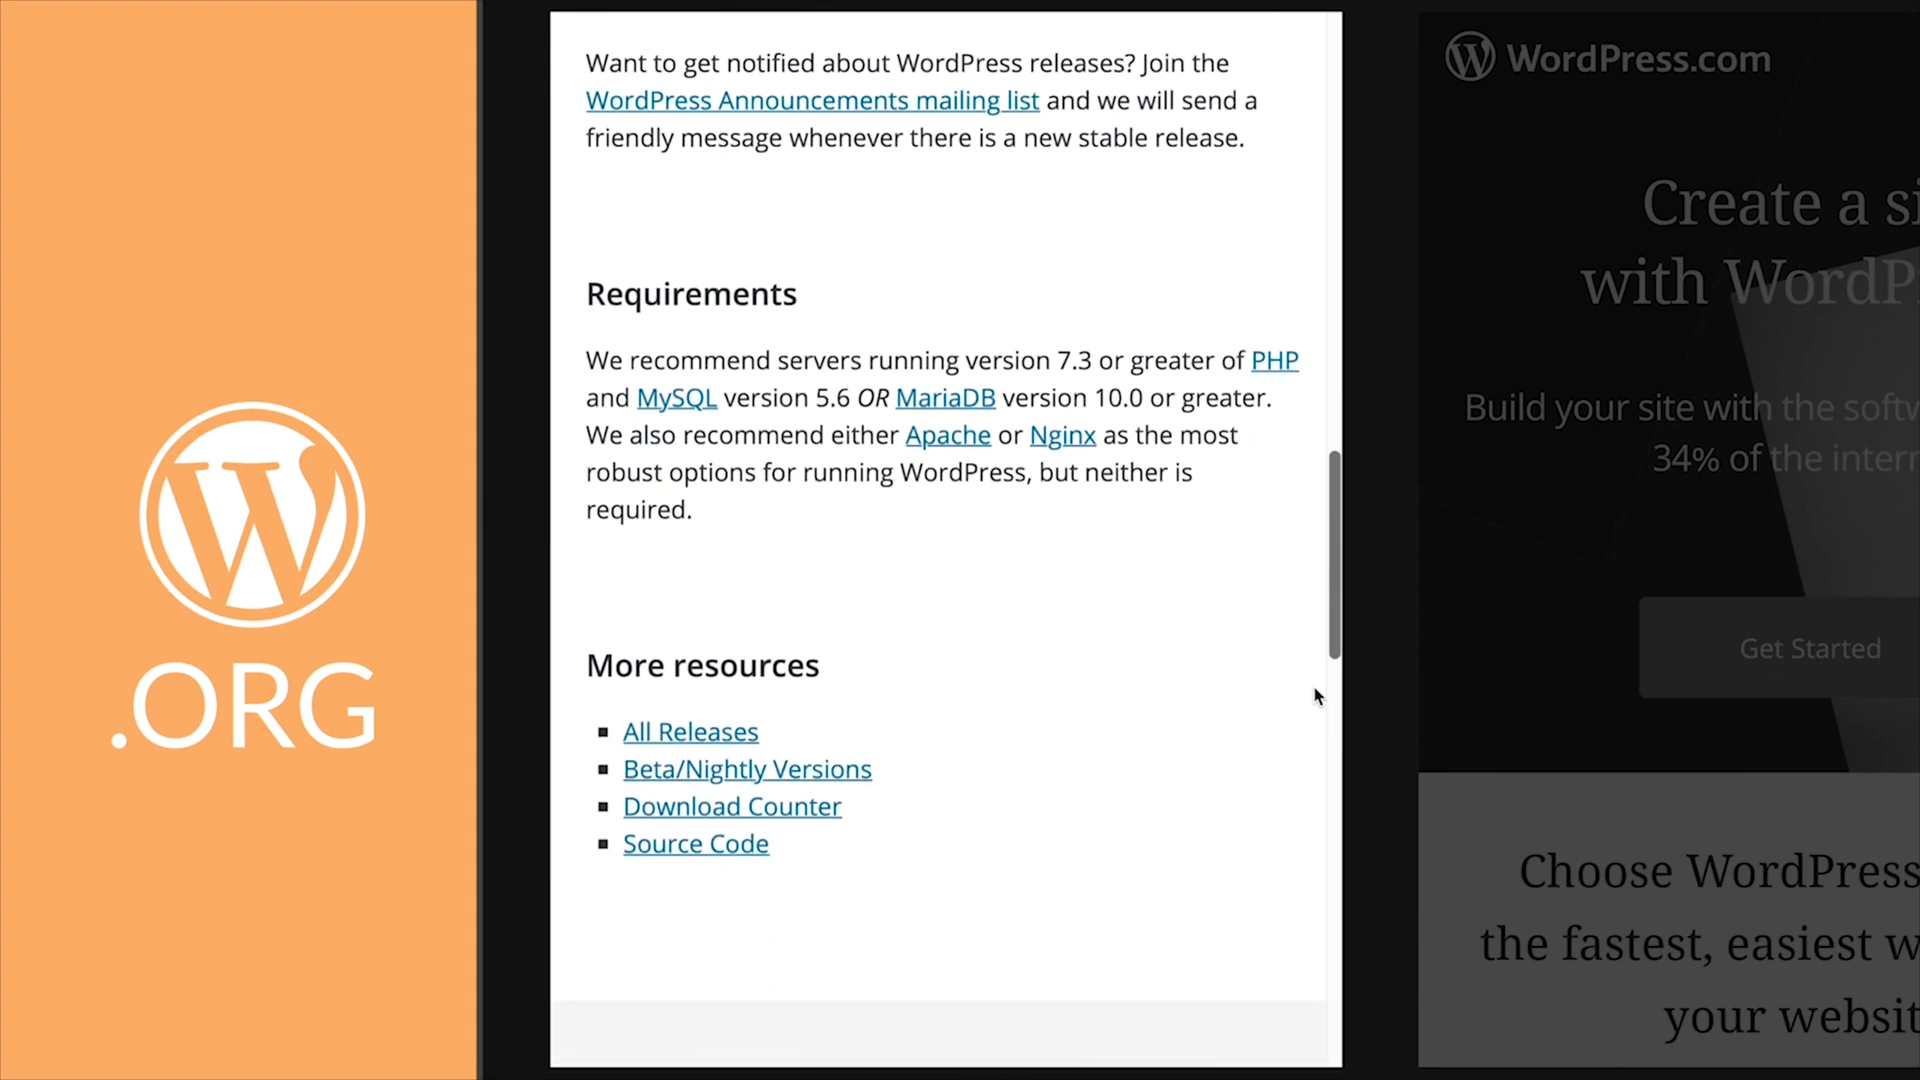 .ORG
Want to get notified about WordPress releases? Join the
WordPress Announcements mailing list and we will send a
friendly message whenever there is a new stable release.
Requirements
We recommend servers running version 7.3 or greater of PHP
and MySQL version 5.6 OR MariaDB version 10.0 or greater.
We also recommend either Apache or Nginx as the most
robust options for running WordPress, but neither is
required.
More resources
All Releases
Beta/Nightly Versions
Download Counter
Source Code
WordPress.com
Create a si
with WordP
Build your site with the softw
34% of the intern
Get Started
Choose WordPress
the fastest, easiest w
your websit